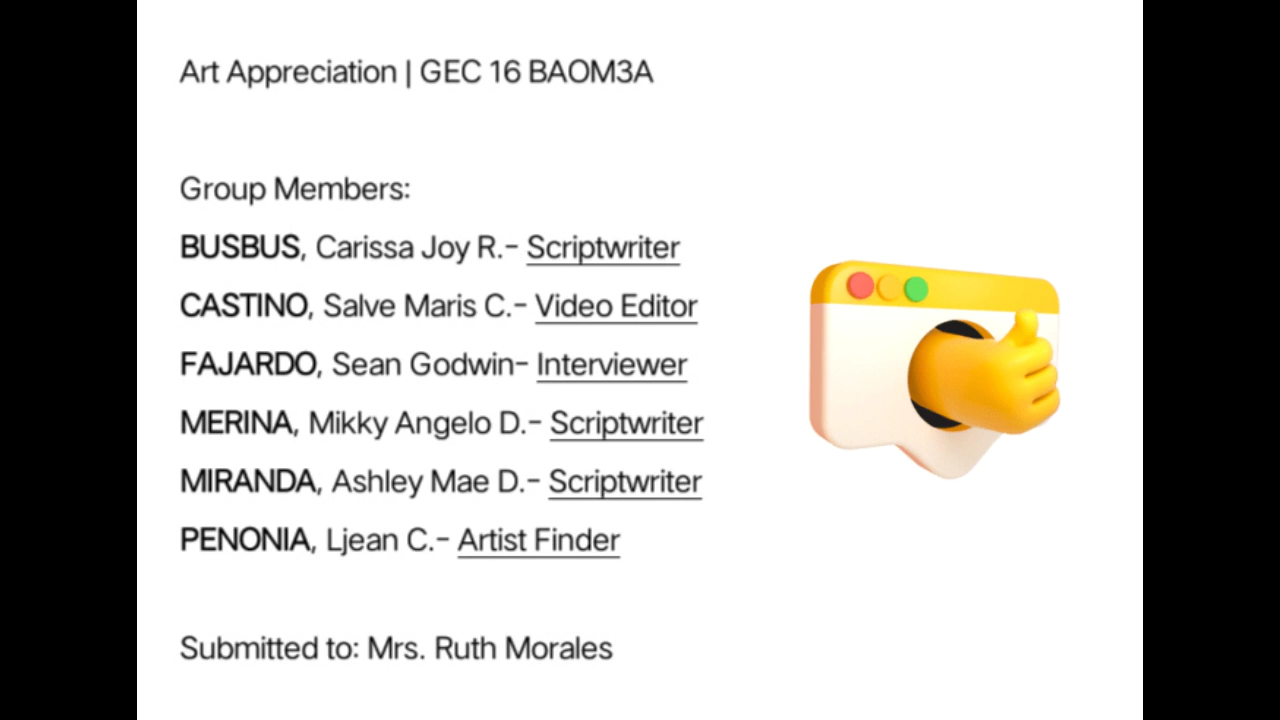 Art Appreciation | GEC 16 BAOM3A
Group Members:
BUSBUS, Carissa Joy R.- Scriptwriter
CASTINO, Salve Maris C.- Video Editor
FAJARDO, Sean Godwin- Interviewer
MERINA, Mikky Angelo D.- Scriptwriter
MIRANDA, Ashley Mae D.- Scriptwriter
PENONIA, Ljean C.- Artist Finder
Submitted to: Mrs. Ruth Morales